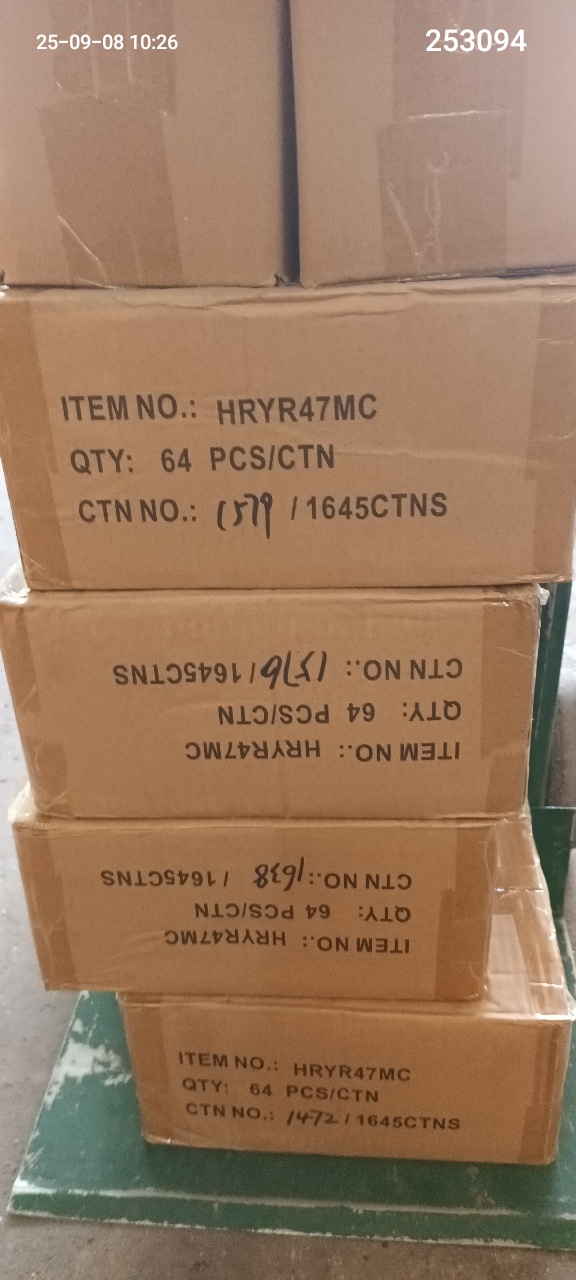 25-09-08 10:26
253094
ITEM NO.: HRYR47MC
QTY: 64 PCS/CTN
CTN NO.: 1579 / 1645CTNS
ITEM NO.: HRYR47MC
QTY: 64 PCS/CTN
CTN NO.: 1576 / 1645CTNS
ITEM NO.: HRYR47MC
QTY: 64 PCS/CTN
CTN NO.: 1638 / 1645CTNS
ITEM NO.: HRYR47MC
QTY: 64 PCS/CTN
CTN NO.: 1472 / 1645CTNS